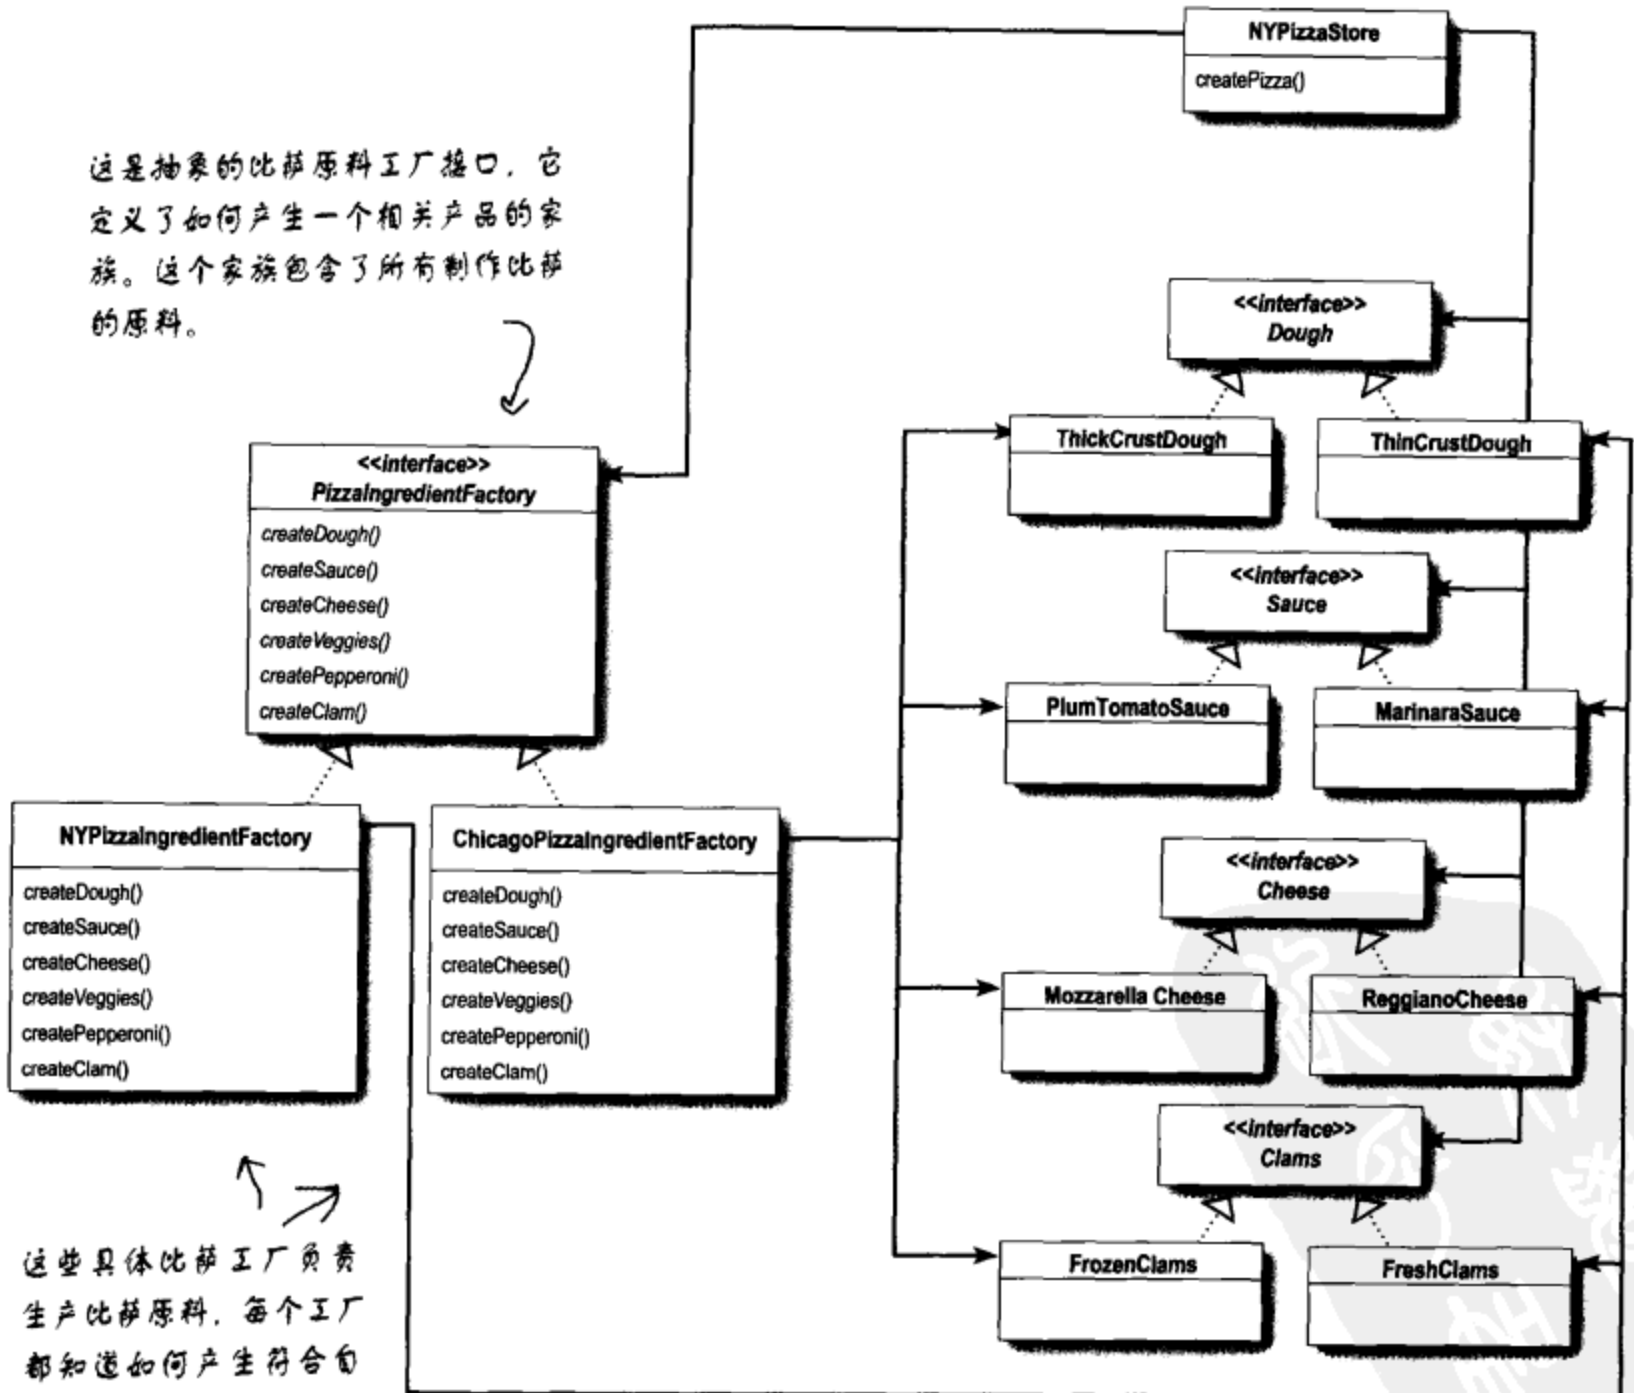 NYPizzaStore
createPizza()
这是抽象的比萨原料工厂接口，它
定义了如何产生一个相关产品的家
族。这个家族包含了所有制作比萨
的原料。
<<interface>>
Dough
ThickCrustDough
ThinCrustDough
<<interface>>
PizzaIngredientFactory
createDough()
createSauce()
createCheese()
createVeggies()
createPepperoni()
createClam()
<<interface>>
Sauce
PlumTomatoSauce
MarinaraSauce
NYPizzaIngredientFactory
createDough()
createSauce()
createCheese()
createVeggies()
createPepperoni()
createClam()
ChicagoPizzaIngredientFactory
createDough()
createSauce()
createCheese()
createVeggies()
createPepperoni()
createClam()
<<interface>>
Cheese
Mozzarella Cheese
ReggianoCheese
<<interface>>
Clams
FrozenClams
FreshClams
这些具体比萨工厂负责
生产比萨原料，每个工厂
都知道如何产生符合自